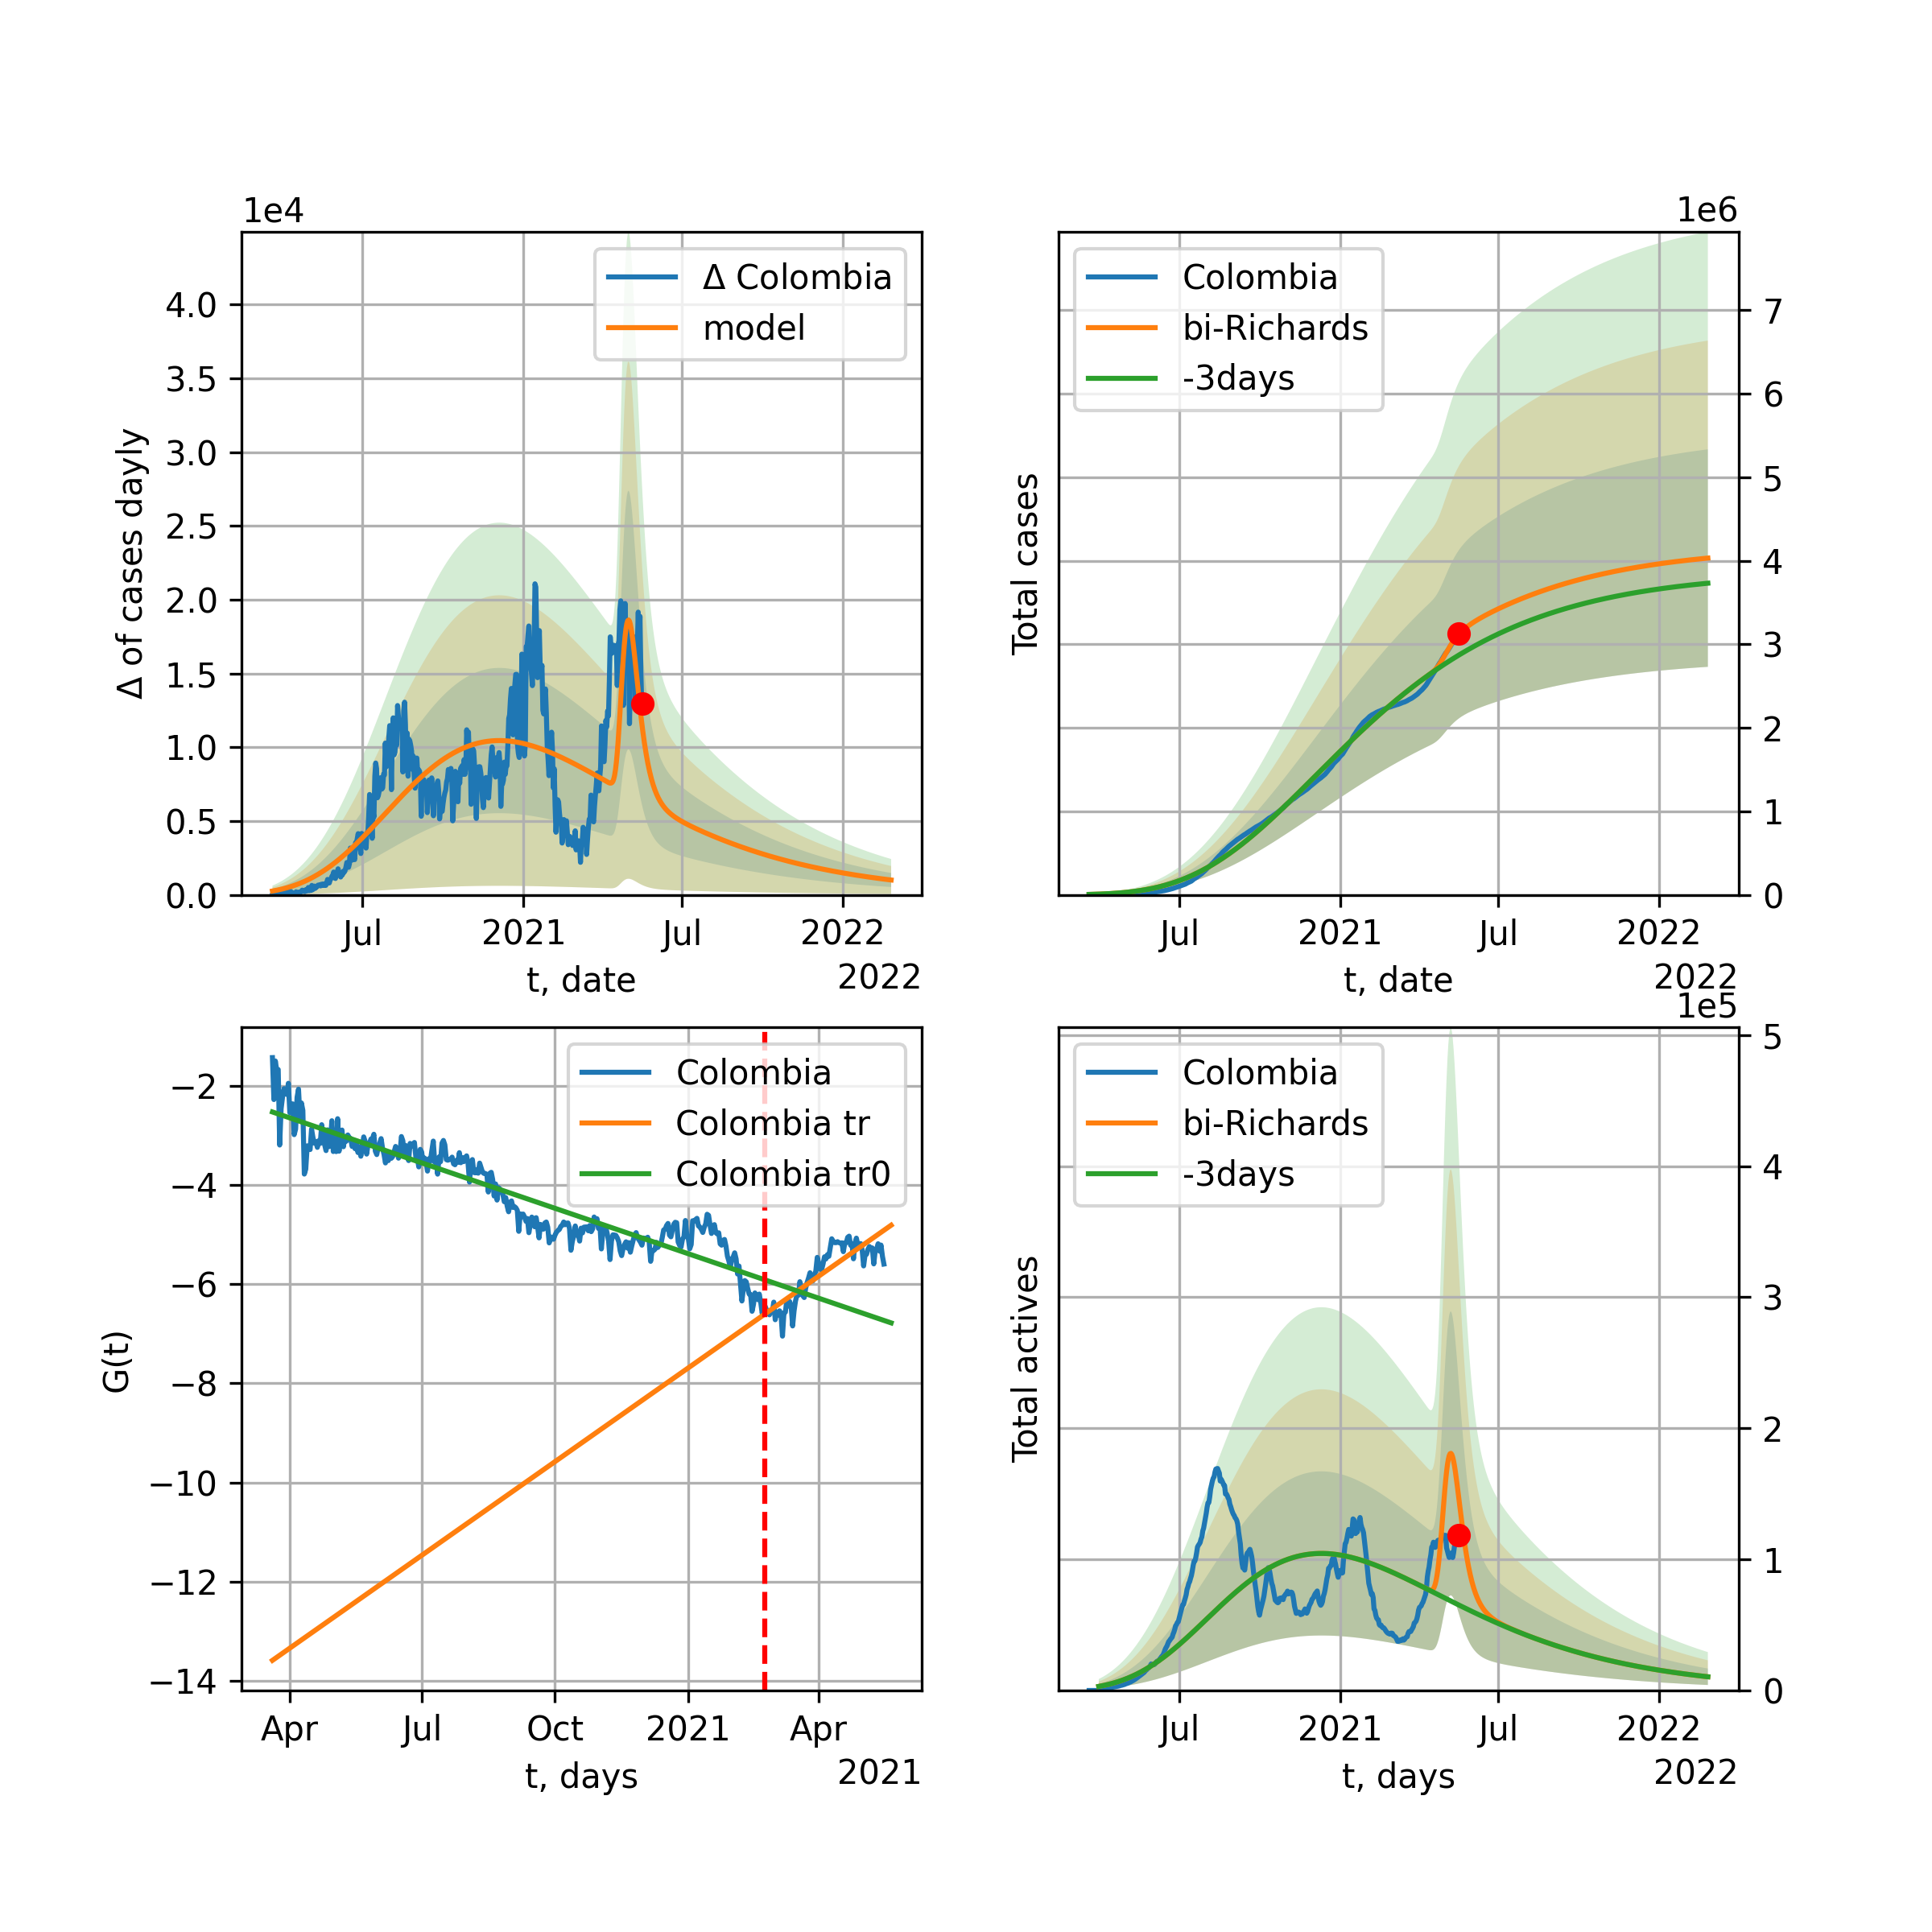 1e4
Δ of cases dayly
4.0
3.5
3.0
2.5
2.0
1.5
1.0
0.5
0.0
Δ Colombia
model
Jul 2021 Jul 2022
t, date
2022
1e6
Total cases
Colombia
bi-Richards
-3days
7
6
5
4
3
2
1
0
Jul 2021 Jul 2022
t, date
2022
G(t)
−2
−4
−6
−8
−10
−12
−14
Colombia
Colombia tr
Colombia tr0
Apr Jul Oct 2021 Apr
t, days
2021
1e5
Total actives
Colombia
bi-Richards
-3days
5
4
3
2
1
0
Jul 2021 Jul 2022
t, days
2022